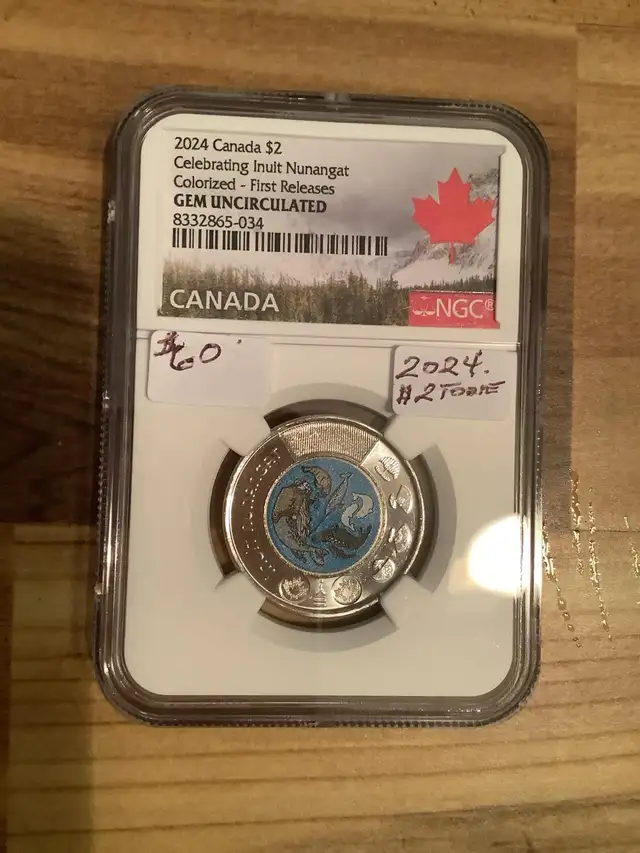 2024 Canada $2
Celebrating Inuit Nunangat
Colorized - First Releases
GEM UNCIRCULATED
8332865-034
CANADA
NGC®
$60
2024.
$2 TOONIE
NUNANGAT